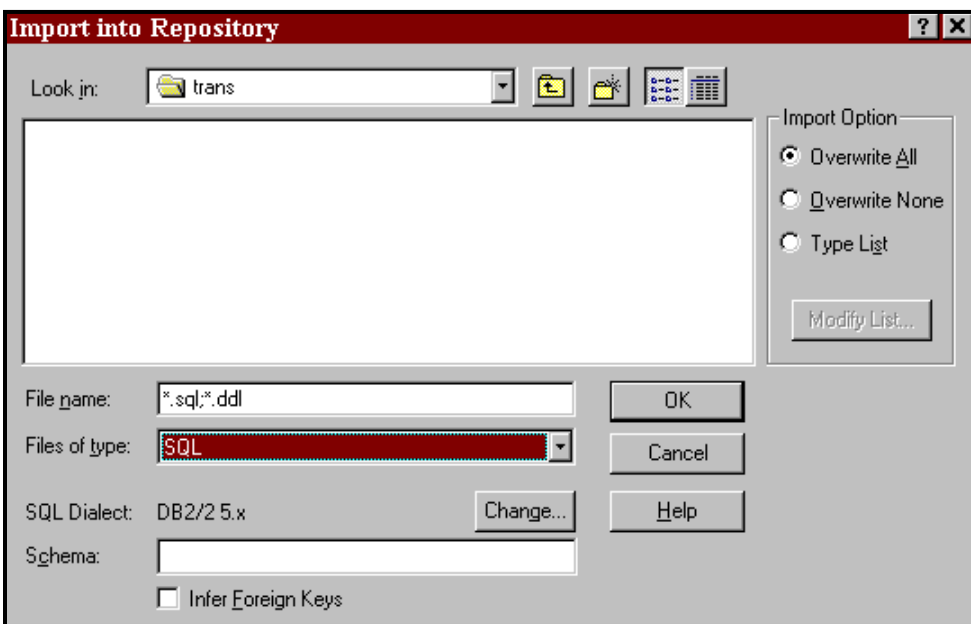 Import into Repository
Look in: trans
Import Option
Overwrite All
Overwrite None
Type List
Modify List...
File name: *.sql;*.ddl OK
Files of type: SQL Cancel
SQL Dialect: DB2/2 5.x Change... Help
Schema:
Infer Foreign Keys